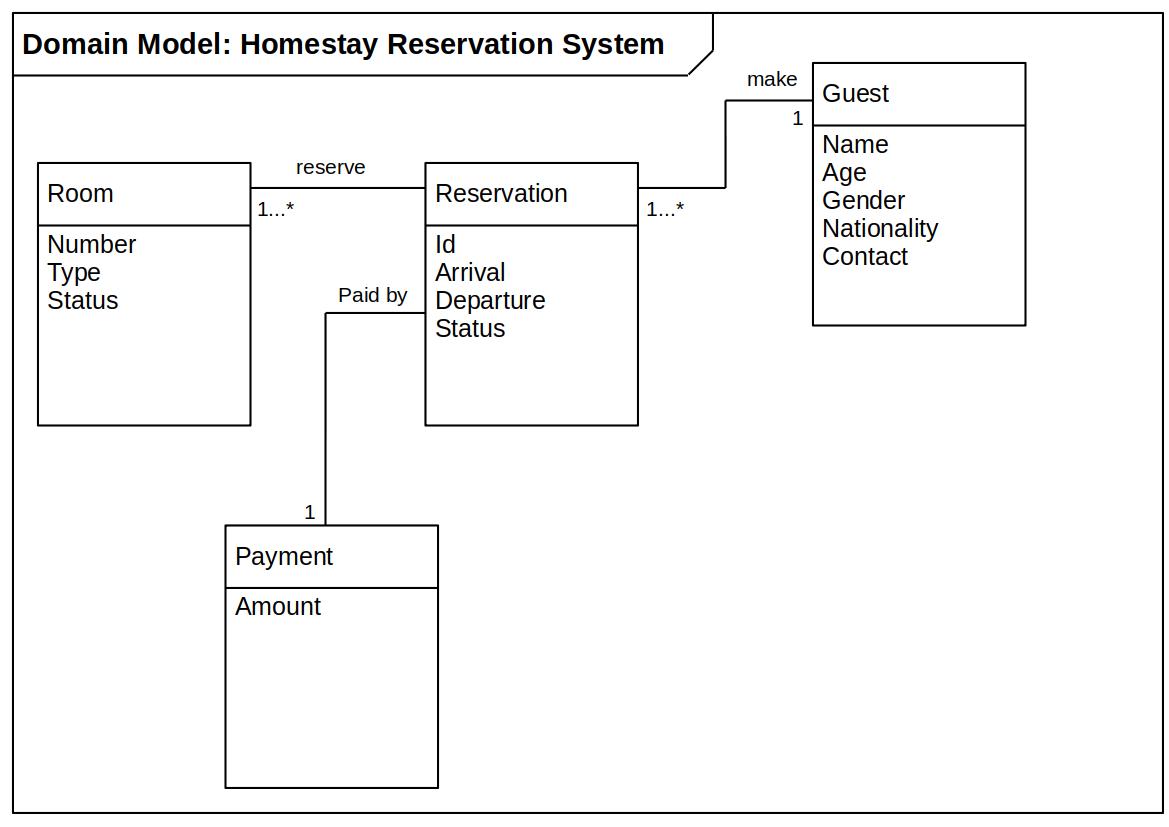 Domain Model: Homestay Reservation System
make
Guest
1
Name
Age
Gender
Nationality
Contact
reserve
Room
1...*
Number
Type
Status
Reservation
1...*
Id
Arrival
Departure
Status
Paid by
1
Payment
Amount